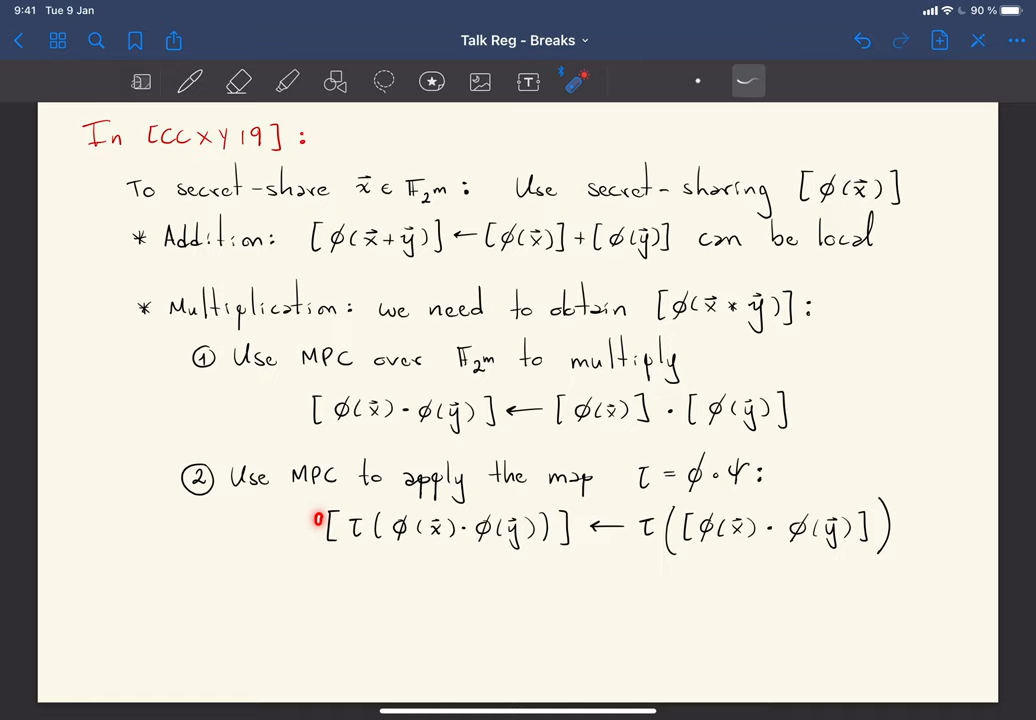 9:41 Tue 9 Jan 90 %
Talk Reg - Breaks
In [CCXY19]:
To secret-share x⃗ ∈ 𝔽₂m : Use secret-sharing [ϕ(x⃗)]
* Addition: [ϕ(x⃗+y⃗)] ← [ϕ(x⃗)] + [ϕ(y⃗)] can be local
* Multiplication: we need to obtain [ϕ(x⃗ * y⃗)]:
① Use MPC over 𝔽₂m to multiply
[ϕ(x⃗)·ϕ(y⃗)] ← [ϕ(x⃗)] · [ϕ(y⃗)]
② Use MPC to apply the map τ = ϕ∘ψ:
[τ(ϕ(x⃗)·ϕ(y⃗))] ← τ([ϕ(x⃗)·ϕ(y⃗)])